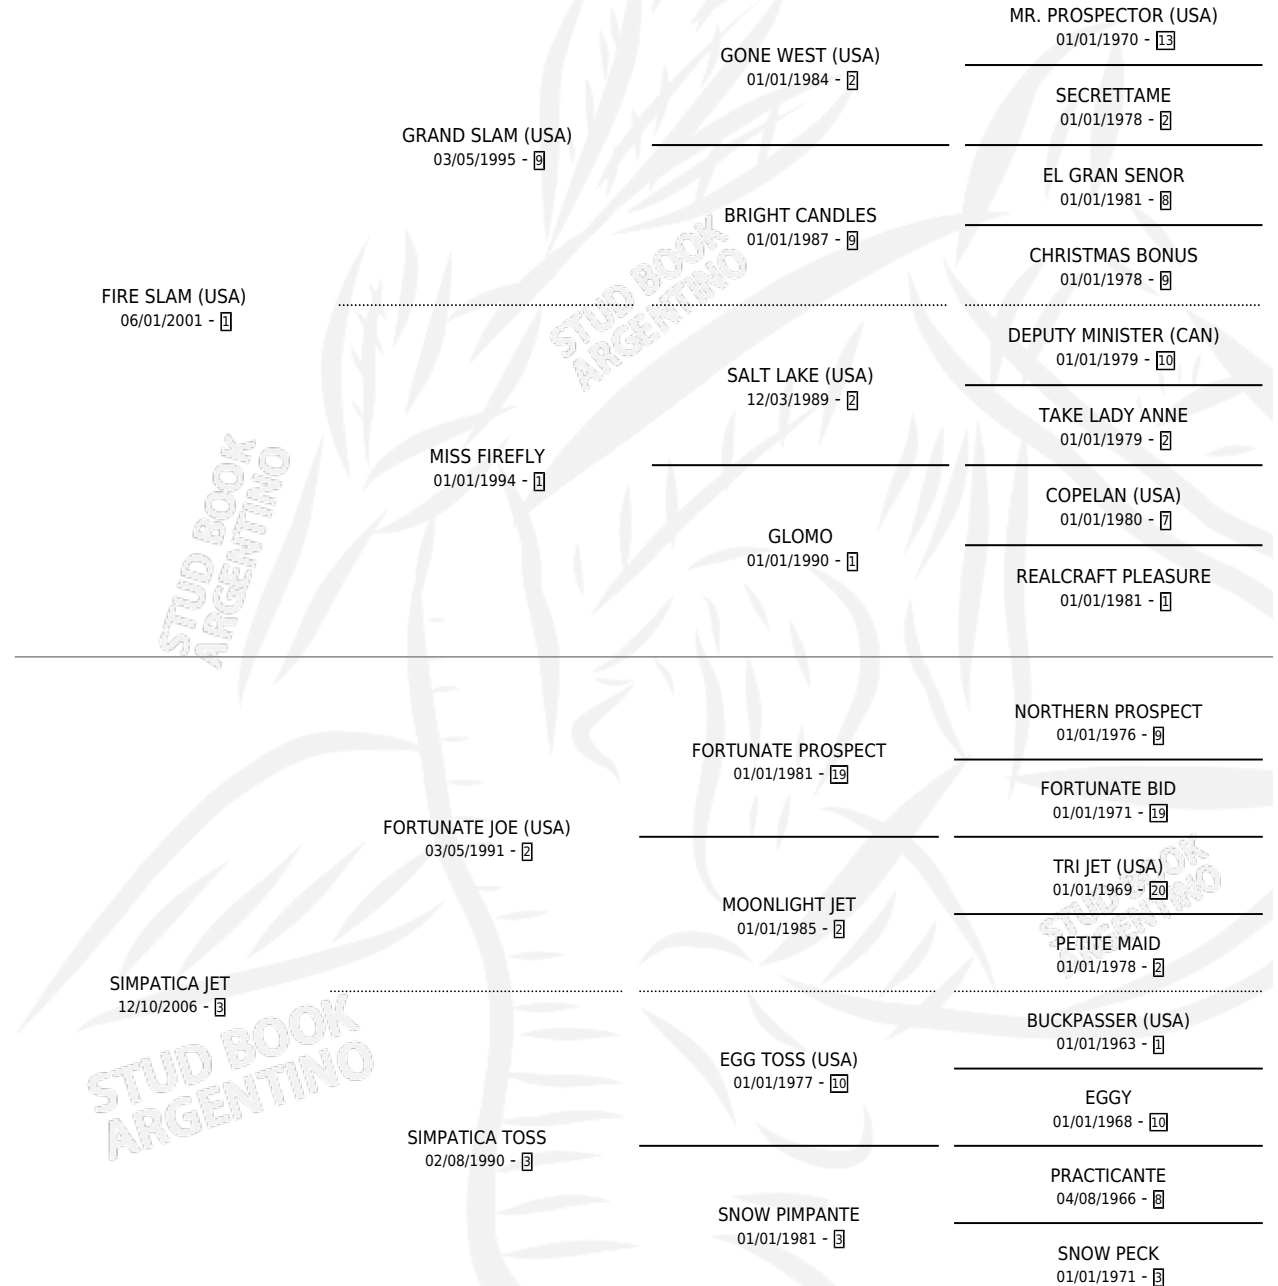 MR. PROSPECTOR (USA)
01/01/1970 - 13
GONE WEST (USA)
01/01/1984 - 2
SECRETTAME
01/01/1978 - 2
GRAND SLAM (USA)
03/05/1995 - 9
EL GRAN SENOR
01/01/1981 - 8
BRIGHT CANDLES
01/01/1987 - 9
CHRISTMAS BONUS
01/01/1978 - 9
FIRE SLAM (USA)
06/01/2001 - 1
STUD BOOK
ARGENTINO
DEPUTY MINISTER (CAN)
01/01/1979 - 10
SALT LAKE (USA)
12/03/1989 - 2
TAKE LADY ANNE
01/01/1979 - 2
MISS FIREFLY
01/01/1994 - 1
COPELAN (USA)
01/01/1980 - 7
GLOMO
01/01/1990 - 1
REALCRAFT PLEASURE
01/01/1981 - 1
STUD BOOK
ARGENTINO
NORTHERN PROSPECT
01/01/1976 - 9
FORTUNATE PROSPECT
01/01/1981 - 19
FORTUNATE BID
01/01/1971 - 19
FORTUNATE JOE (USA)
03/05/1991 - 2
TRI JET (USA)
01/01/1969 - 20
MOONLIGHT JET
01/01/1985 - 2
STUD BOOK
ARGENTINO
PETITE MAID
01/01/1978 - 2
SIMPATICA JET
12/10/2006 - 3
BUCKPASSER (USA)
01/01/1963 - 1
EGG TOSS (USA)
01/01/1977 - 10
STUD BOOK
ARGENTINO
EGGY
01/01/1968 - 10
SIMPATICA TOSS
02/08/1990 - 3
PRACTICANTE
04/08/1966 - 8
SNOW PIMPANTE
01/01/1981 - 3
SNOW PECK
01/01/1971 - 3